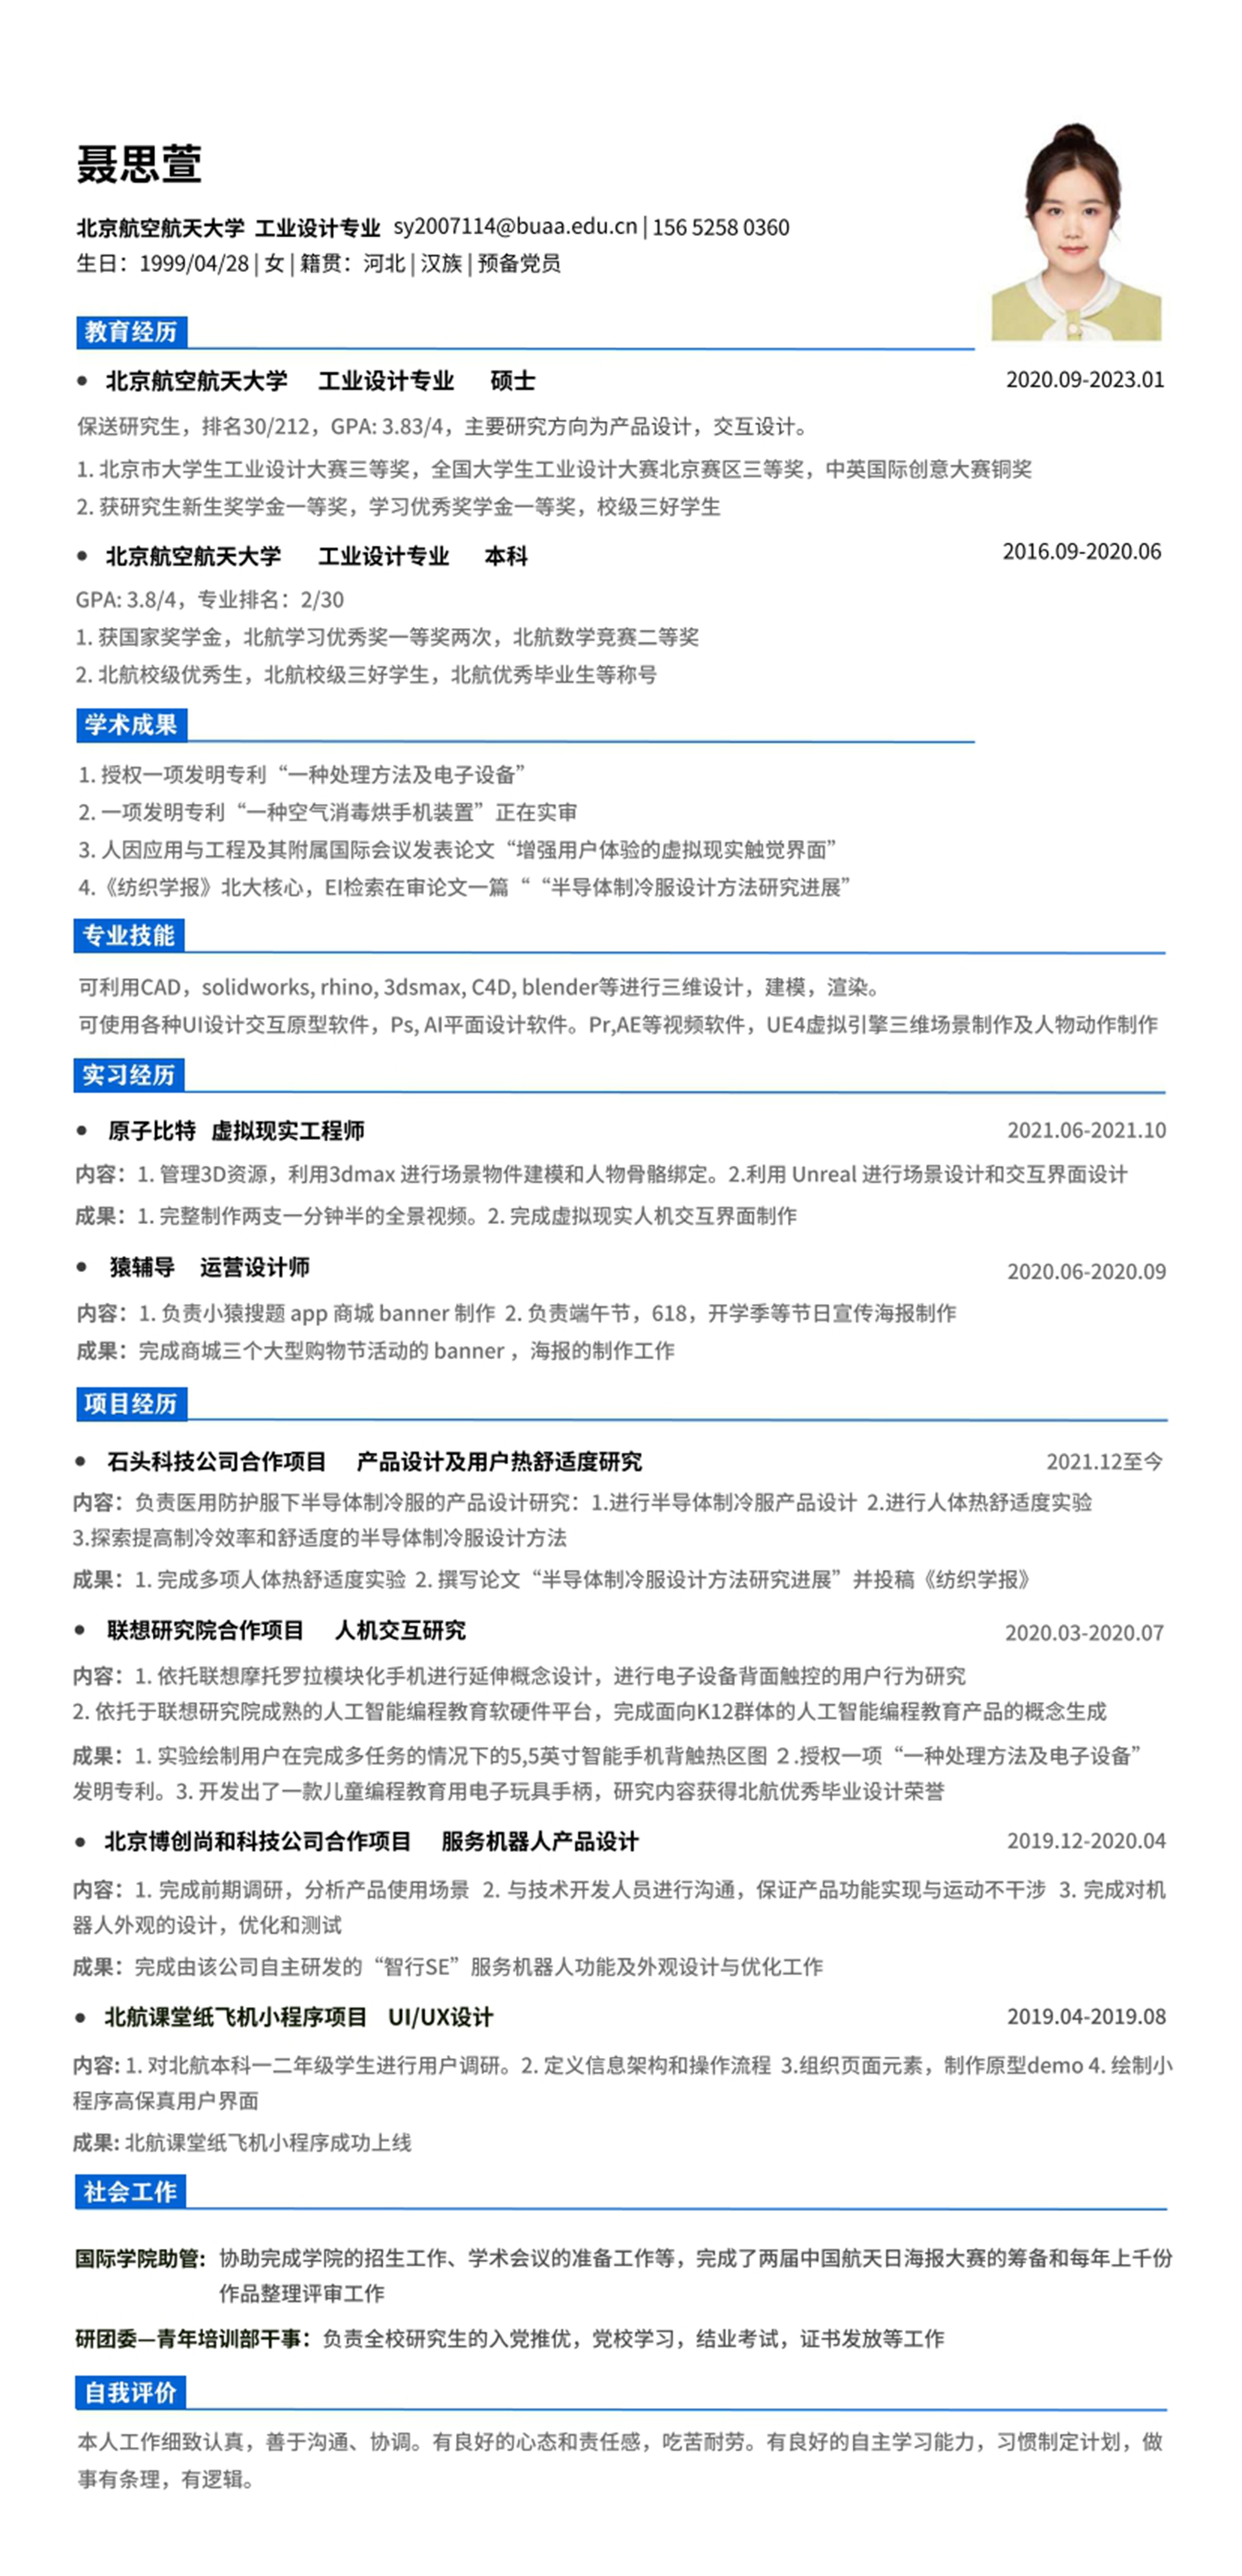 聂思萱
北京航空航天大学 工业设计专业 sy2007114@buaa.edu.cn | 156 5258 0360
生日：1999/04/28 | 女 | 籍贯：河北 | 汉族 | 预备党员
教育经历
● 北京航空航天大学 工业设计专业 硕士 2020.09-2023.01
保送研究生，排名30/212，GPA: 3.83/4，主要研究方向为产品设计，交互设计。
1. 北京市大学生工业设计大赛三等奖，全国大学生工业设计大赛北京赛区三等奖，中英国际创意大赛铜奖
2. 获研究生新生奖学金一等奖，学习优秀奖学金一等奖，校级三好学生
● 北京航空航天大学 工业设计专业 本科 2016.09-2020.06
GPA: 3.8/4，专业排名：2/30
1. 获国家奖学金，北航学习优秀奖一等奖两次，北航数学竞赛二等奖
2. 北航校级优秀生，北航校级三好学生，北航优秀毕业生等称号
学术成果
1. 授权一项发明专利“一种处理方法及电子设备”
2. 一项发明专利“一种空气消毒烘手机装置”正在实审
3. 人因应用与工程及其附属国际会议发表论文“增强用户体验的虚拟现实触觉界面”
4.《纺织学报》北大核心，EI检索在审论文一篇““半导体制冷服设计方法研究进展”
专业技能
可利用CAD，solidworks, rhino, 3dsmax, C4D, blender等进行三维设计，建模，渲染。
可使用各种UI设计交互原型软件，Ps, AI平面设计软件。Pr,AE等视频软件，UE4虚拟引擎三维场景制作及人物动作制作
实习经历
● 原子比特 虚拟现实工程师 2021.06-2021.10
内容：1. 管理3D资源，利用3dmax 进行场景物件建模和人物骨骼绑定。2.利用 Unreal 进行场景设计和交互界面设计
成果：1. 完整制作两支一分钟半的全景视频。2. 完成虚拟现实人机交互界面制作
● 猿辅导 运营设计师 2020.06-2020.09
内容：1. 负责小猿搜题 app 商城 banner 制作 2. 负责端午节，618，开学季等节日宣传海报制作
成果：完成商城三个大型购物节活动的 banner ，海报的制作工作
项目经历
● 石头科技公司合作项目 产品设计及用户热舒适度研究 2021.12至今
内容：负责医用防护服下半导体制冷服的产品设计研究：1.进行半导体制冷服产品设计 2.进行人体热舒适度实验
3.探索提高制冷效率和舒适度的半导体制冷服设计方法
成果：1. 完成多项人体热舒适度实验 2. 撰写论文“半导体制冷服设计方法研究进展”并投稿《纺织学报》
● 联想研究院合作项目 人机交互研究 2020.03-2020.07
内容：1. 依托联想摩托罗拉模块化手机进行延伸概念设计，进行电子设备背面触控的用户行为研究
2. 依托于联想研究院成熟的人工智能编程教育软硬件平台，完成面向K12群体的人工智能编程教育产品的概念生成
成果：1. 实验绘制用户在完成多任务的情况下的5,5英寸智能手机背触热区图 2 .授权一项“一种处理方法及电子设备”
发明专利。3. 开发出了一款儿童编程教育用电子玩具手柄，研究内容获得北航优秀毕业设计荣誉
● 北京博创尚和科技公司合作项目 服务机器人产品设计 2019.12-2020.04
内容：1. 完成前期调研，分析产品使用场景 2. 与技术开发人员进行沟通，保证产品功能实现与运动不干涉 3. 完成对机
器人外观的设计，优化和测试
成果：完成由该公司自主研发的“智行SE”服务机器人功能及外观设计与优化工作
● 北航课堂纸飞机小程序项目 UI/UX设计 2019.04-2019.08
内容: 1. 对北航本科一二年级学生进行用户调研。2. 定义信息架构和操作流程 3.组织页面元素，制作原型demo 4. 绘制小
程序高保真用户界面
成果: 北航课堂纸飞机小程序成功上线
社会工作
国际学院助管: 协助完成学院的招生工作、学术会议的准备工作等，完成了两届中国航天日海报大赛的筹备和每年上千份
作品整理评审工作
研团委—青年培训部干事：负责全校研究生的入党推优，党校学习，结业考试，证书发放等工作
自我评价
本人工作细致认真，善于沟通、协调。有良好的心态和责任感，吃苦耐劳。有良好的自主学习能力，习惯制定计划，做
事有条理，有逻辑。